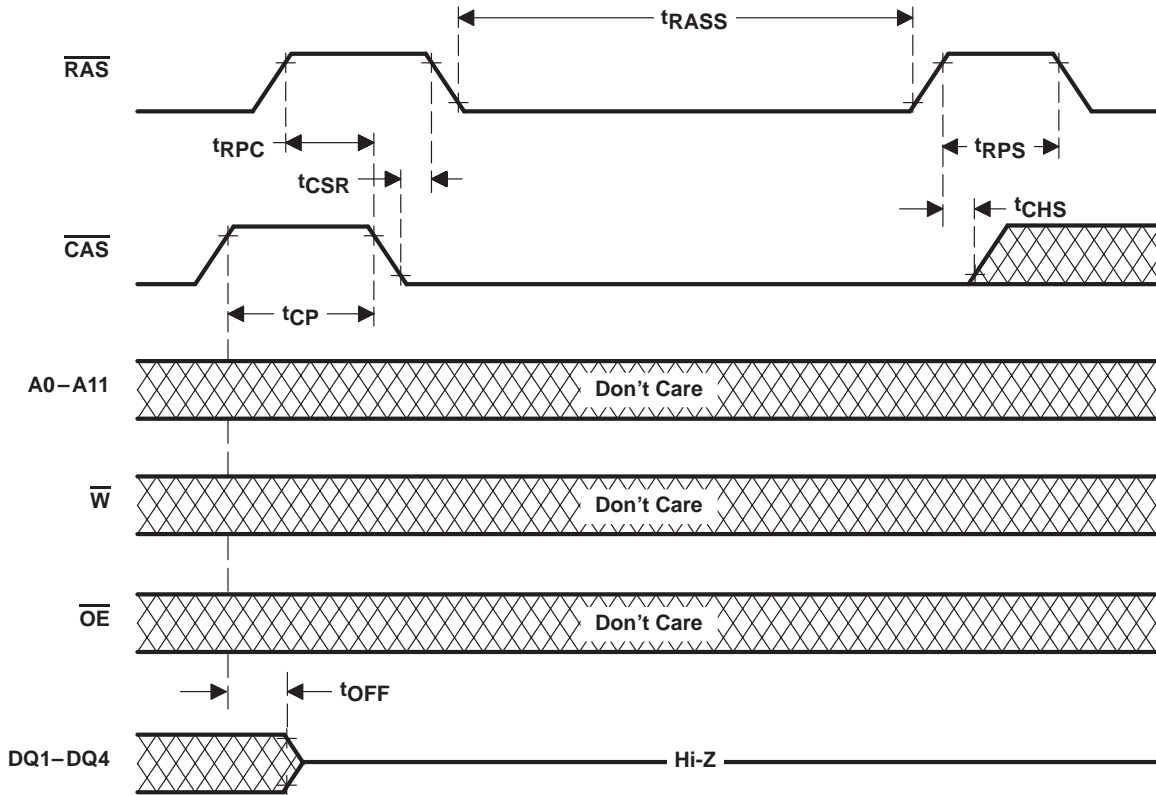 tRASS
RAS
tRPC
tRPS
tCSR
tCHS
CAS
tCP
A0–A11
Don't Care
W
Don't Care
OE
Don't Care
tOFF
DQ1–DQ4
Hi-Z